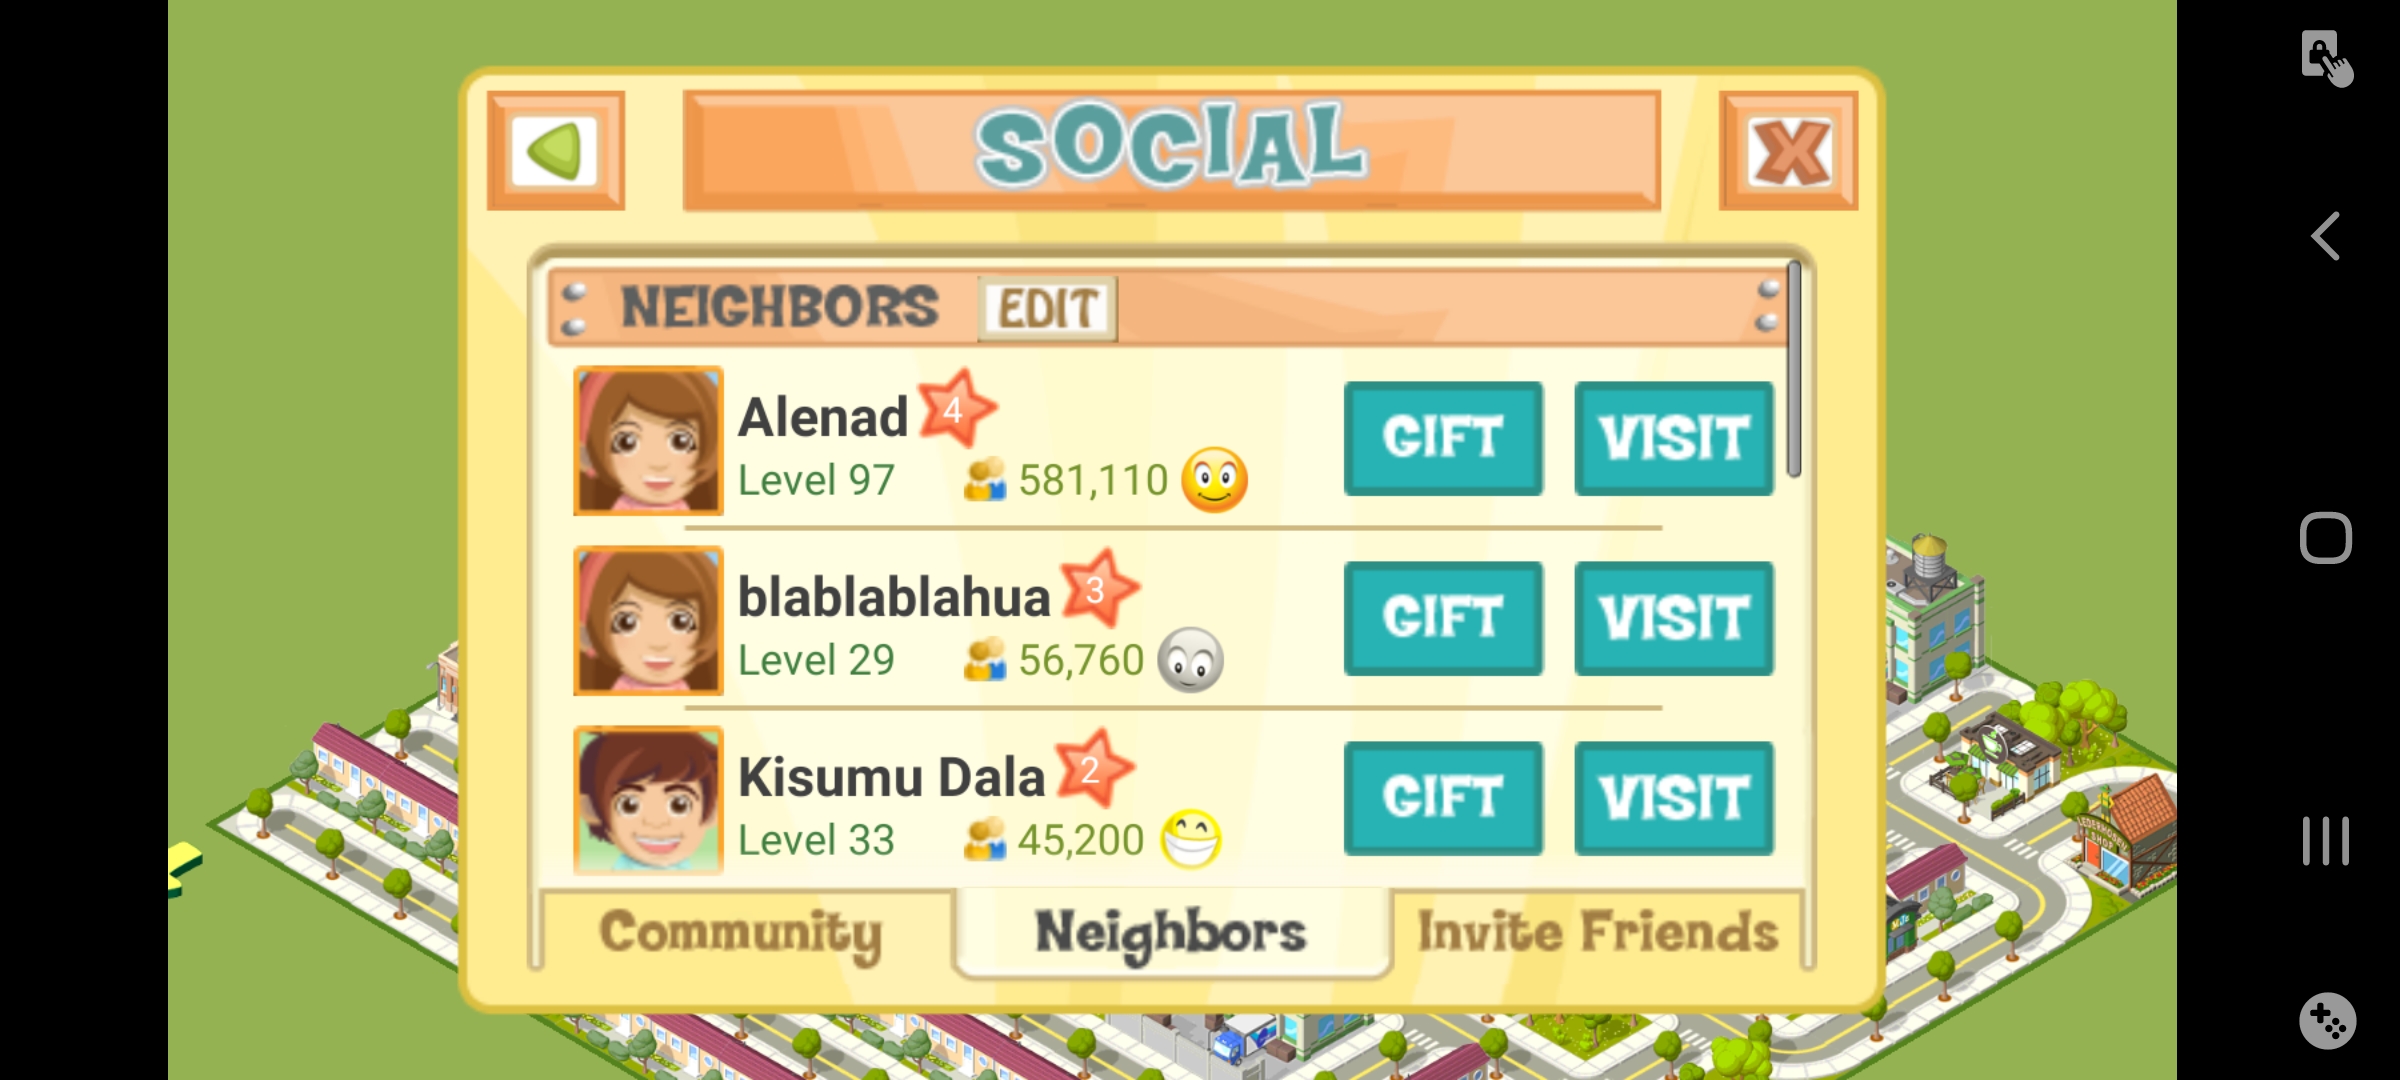 SOCIAL
NEIGHBORS EDIT
Alenad 4
Level 97 581,110
GIFT VISIT
blablablahua 3
Level 29 56,760
GIFT VISIT
Kisumu Dala 2
Level 33 45,200
GIFT VISIT
Community Neighbors Invite Friends